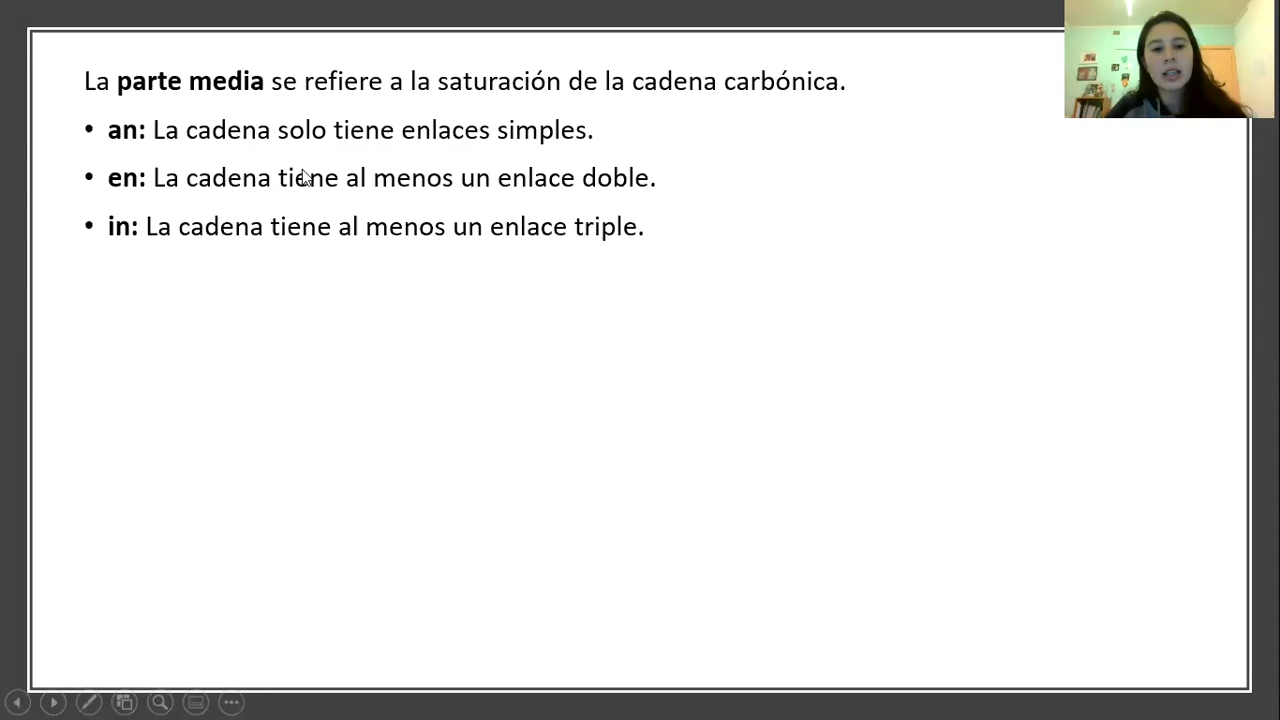 La parte media se refiere a la saturación de la cadena carbónica.
• an: La cadena solo tiene enlaces simples.
• en: La cadena tiene al menos un enlace doble.
• in: La cadena tiene al menos un enlace triple.